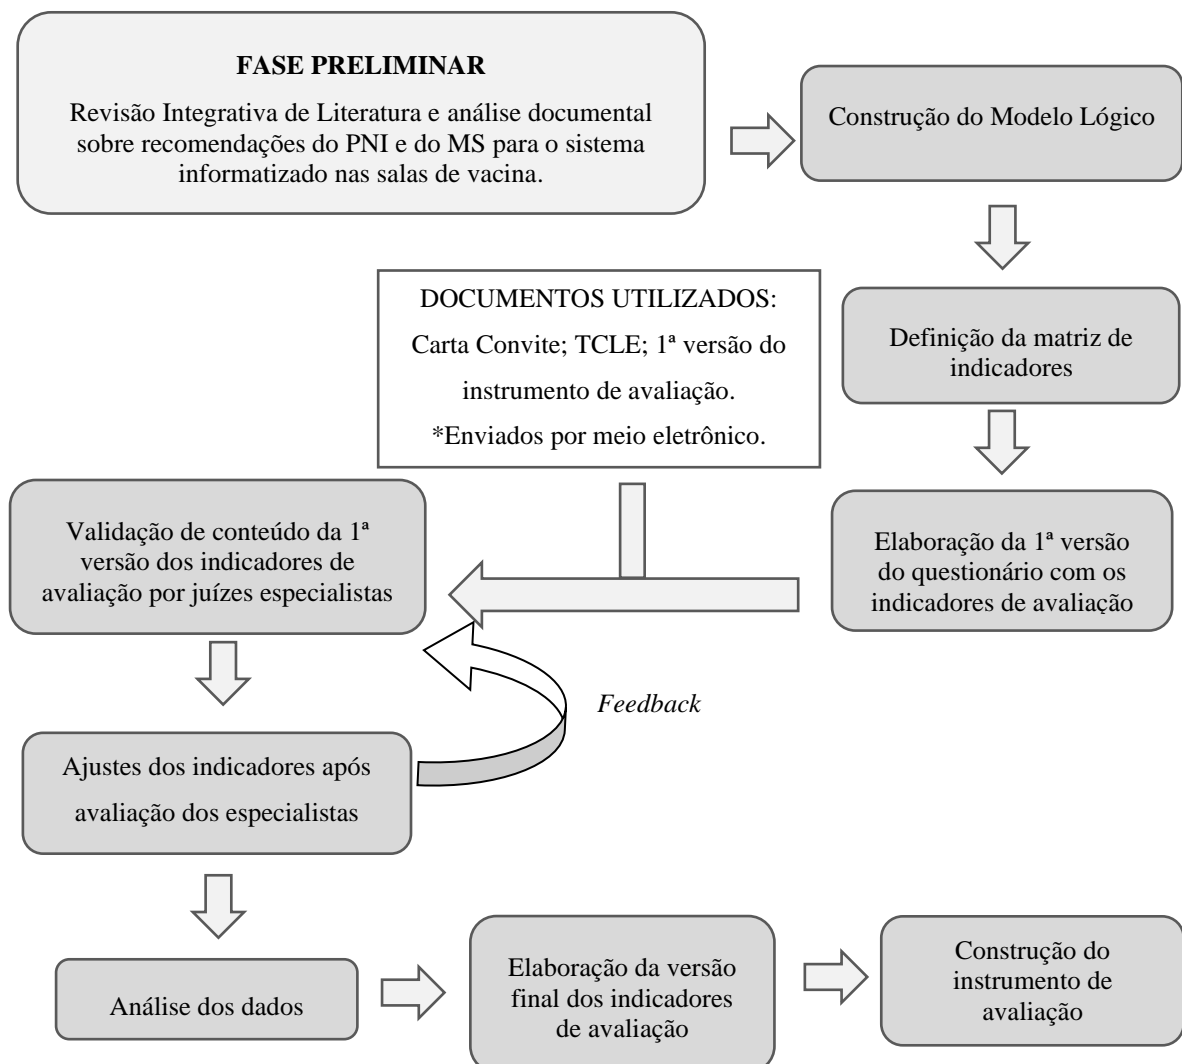 FASE PRELIMINAR
Revisão Integrativa de Literatura e análise documental
sobre recomendações do PNI e do MS para o sistema
informatizado nas salas de vacina.
Construção do Modelo Lógico
Definição da matriz de
indicadores
DOCUMENTOS UTILIZADOS:
Carta Convite; TCLE; 1ª versão do
instrumento de avaliação.
*Enviados por meio eletrônico.
Elaboração da 1ª versão
do questionário com os
indicadores de avaliação
Validação de conteúdo da 1ª
versão dos indicadores de
avaliação por juízes especialistas
Feedback
Ajustes dos indicadores após
avaliação dos especialistas
Análise dos dados
Elaboração da versão
final dos indicadores
de avaliação
Construção do
instrumento de
avaliação